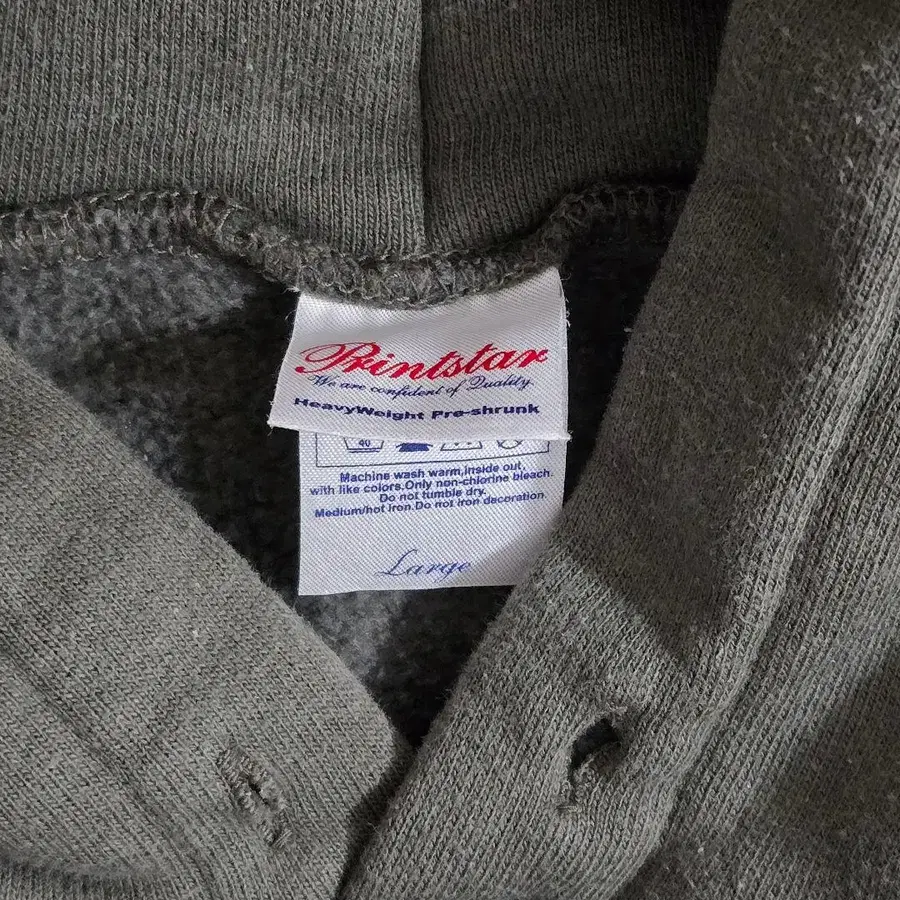 Printstar
We are confident of Quality.
HeavyWeight Pre-shrunk
40
Machine wash warm,inside out,
with like colors.Only non-chlorine bleach.
Do not tumble dry.
Medium/hot iron.Do not iron decoration
Large